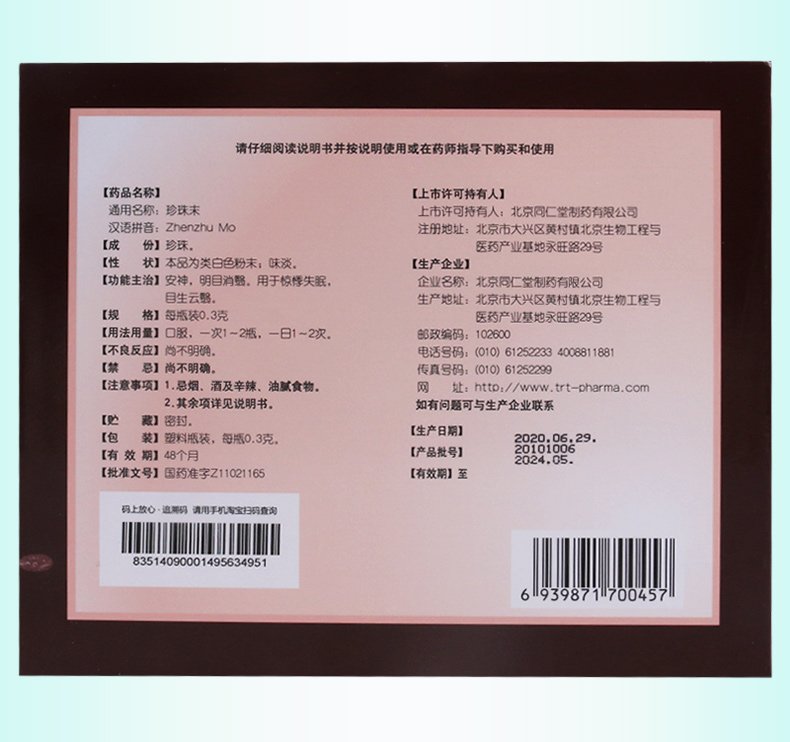 请仔细阅读说明书并按说明使用或在药师指导下购买和使用
【药品名称】
通用名称：珍珠末
汉语拼音：Zhenzhu Mo
【成　份】珍珠。
【性　状】本品为类白色粉末；味淡。
【功能主治】安神，明目消翳。用于惊悸失眠，
目生云翳。
【规　格】每瓶装0.3克
【用法用量】口服，一次1～2瓶，一日1～2次。
【不良反应】尚不明确。
【禁　忌】尚不明确。
【注意事项】1.忌烟、酒及辛辣、油腻食物。
2.其余项详见说明书。
【贮　藏】密封。
【包　装】塑料瓶装，每瓶0.3克。
【有 效 期】48个月
【批准文号】国药准字Z11021165
码上放心·追溯码 请用手机淘宝扫码查询
83514090001495634951
【上市许可持有人】
上市许可持有人：北京同仁堂制药有限公司
注册地址：北京市大兴区黄村镇北京生物工程与
医药产业基地永旺路29号
【生产企业】
企业名称：北京同仁堂制药有限公司
生产地址：北京市大兴区黄村镇北京生物工程与
医药产业基地永旺路29号
邮政编码：102600
电话号码：(010) 61252233 4008811881
传真号码：(010) 61252299
网　址：http://www.trt-pharma.com
如有问题可与生产企业联系
【生产日期】 2020.06.29.
【产品批号】 20101006
【有效期】至 2024.05.
6 939871 700457